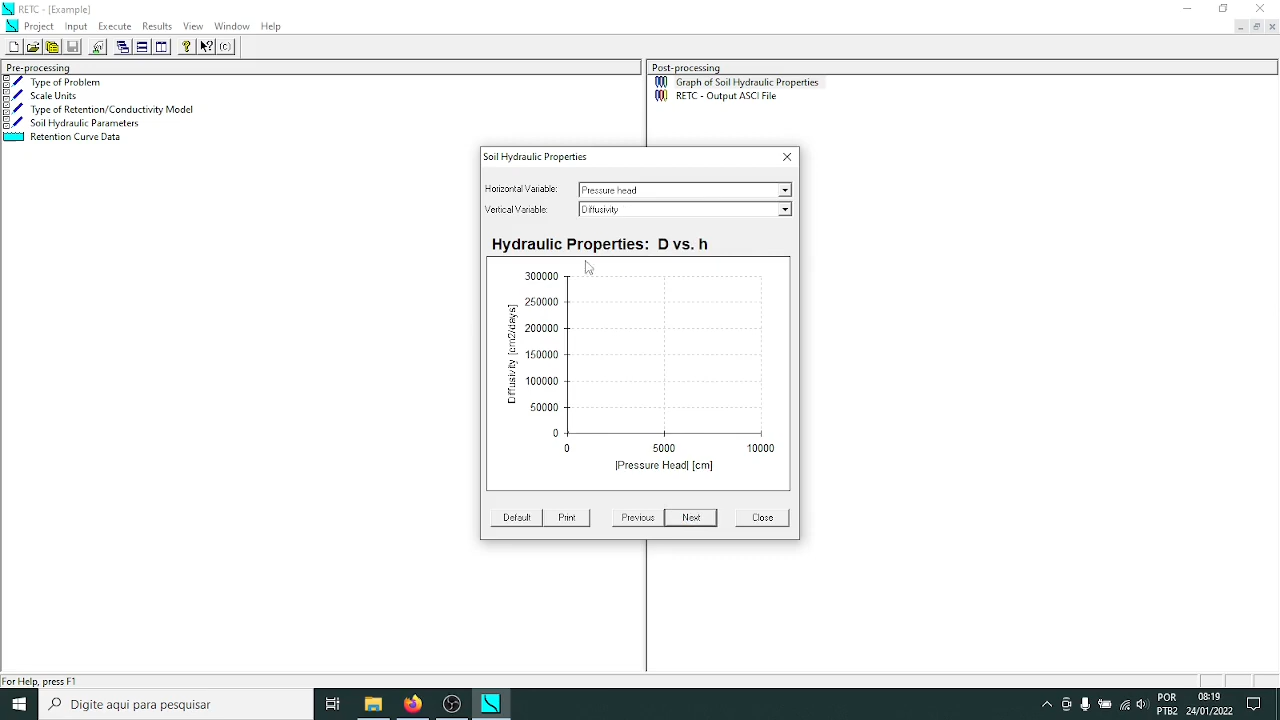 RETC - [Example]
Project Input Execute Results View Window Help
Pre-processing
Type of Problem
Scale Units
Type of Retention/Conductivity Model
Soil Hydraulic Parameters
Retention Curve Data
Post-processing
Graph of Soil Hydraulic Properties
RETC - Output ASCI File
Soil Hydraulic Properties
Horizontal Variable: Pressure head
Vertical Variable: Diffusivity
Hydraulic Properties: D vs. h
300000
250000
200000
150000
100000
50000
0
Diffusivity [cm2/days]
0 5000 10000
|Pressure Head| [cm]
Default Print Previous Next Close
For Help, press F1
Digite aqui para pesquisar
POR
PTB2
08:19
24/01/2022